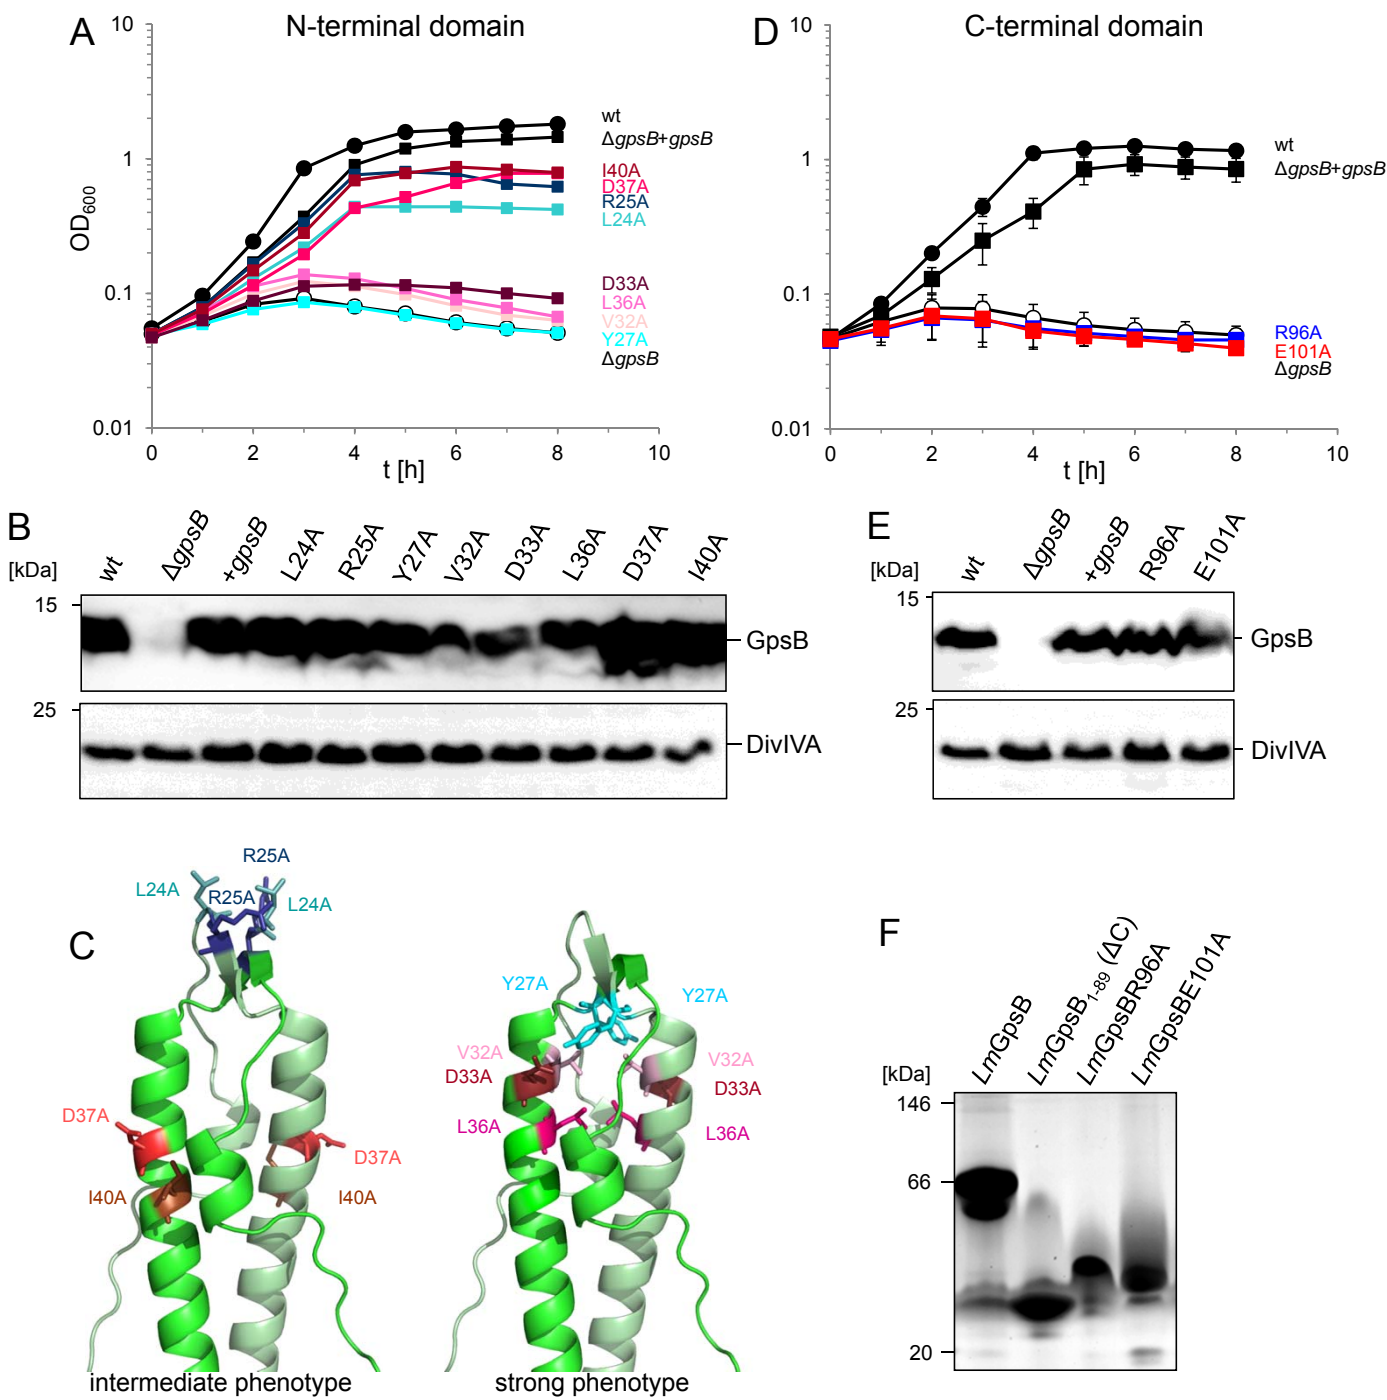 A
N-terminal domain
OD600
10
1
0.1
0.01
0 2 4 6 8 10
t [h]
wt
ΔgpsB+gpsB
I40A
D37A
R25A
L24A
D33A
L36A
V32A
Y27A
ΔgpsB
D
C-terminal domain
10
1
0.1
0.01
0 2 4 6 8 10
t [h]
wt
ΔgpsB+gpsB
R96A
E101A
ΔgpsB
B
[kDa]
wt ΔgpsB +gpsB L24A R25A Y27A V32A D33A L36A D37A I40A
15
GpsB
25
DivIVA
E
[kDa]
wt ΔgpsB +gpsB R96A E101A
15
GpsB
25
DivIVA
C
R25A
L24A R25A L24A
D37A D37A
I40A I40A
intermediate phenotype
Y27A Y27A
V32A V32A
D33A D33A
L36A L36A
strong phenotype
F
[kDa]
LmGpsB LmGpsB1-89 (ΔC) LmGpsBR96A LmGpsBE101A
146
66
20